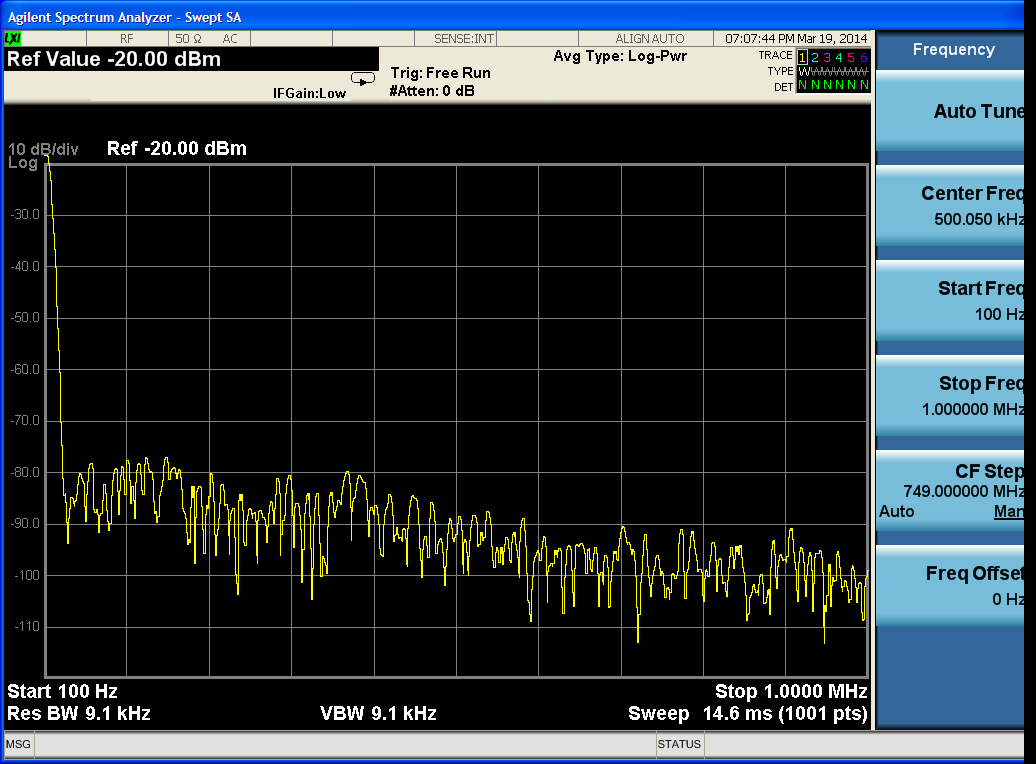 Agilent Spectrum Analyzer - Swept SA
LXI
RF 50 Ω AC SENSE:INT ALIGN AUTO 07:07:44 PM Mar 19, 2014
Ref Value -20.00 dBm
IFGain:Low
Trig: Free Run
#Atten: 0 dB
Avg Type: Log-Pwr
TRACE 1 2 3 4 5 6
TYPE WWWWWWW
DET N N N N N N
10 dB/div
Log
Ref -20.00 dBm
-30.0
-40.0
-50.0
-60.0
-70.0
-80.0
-90.0
-100
-110
Start 100 Hz
Stop 1.0000 MHz
Res BW 9.1 kHz
VBW 9.1 kHz
Sweep 14.6 ms (1001 pts)
MSG
STATUS
Frequency
Auto Tune
Center Freq
500.050 kHz
Start Freq
100 Hz
Stop Freq
1.000000 MHz
CF Step
749.000000 MHz
Auto Man
Freq Offset
0 Hz